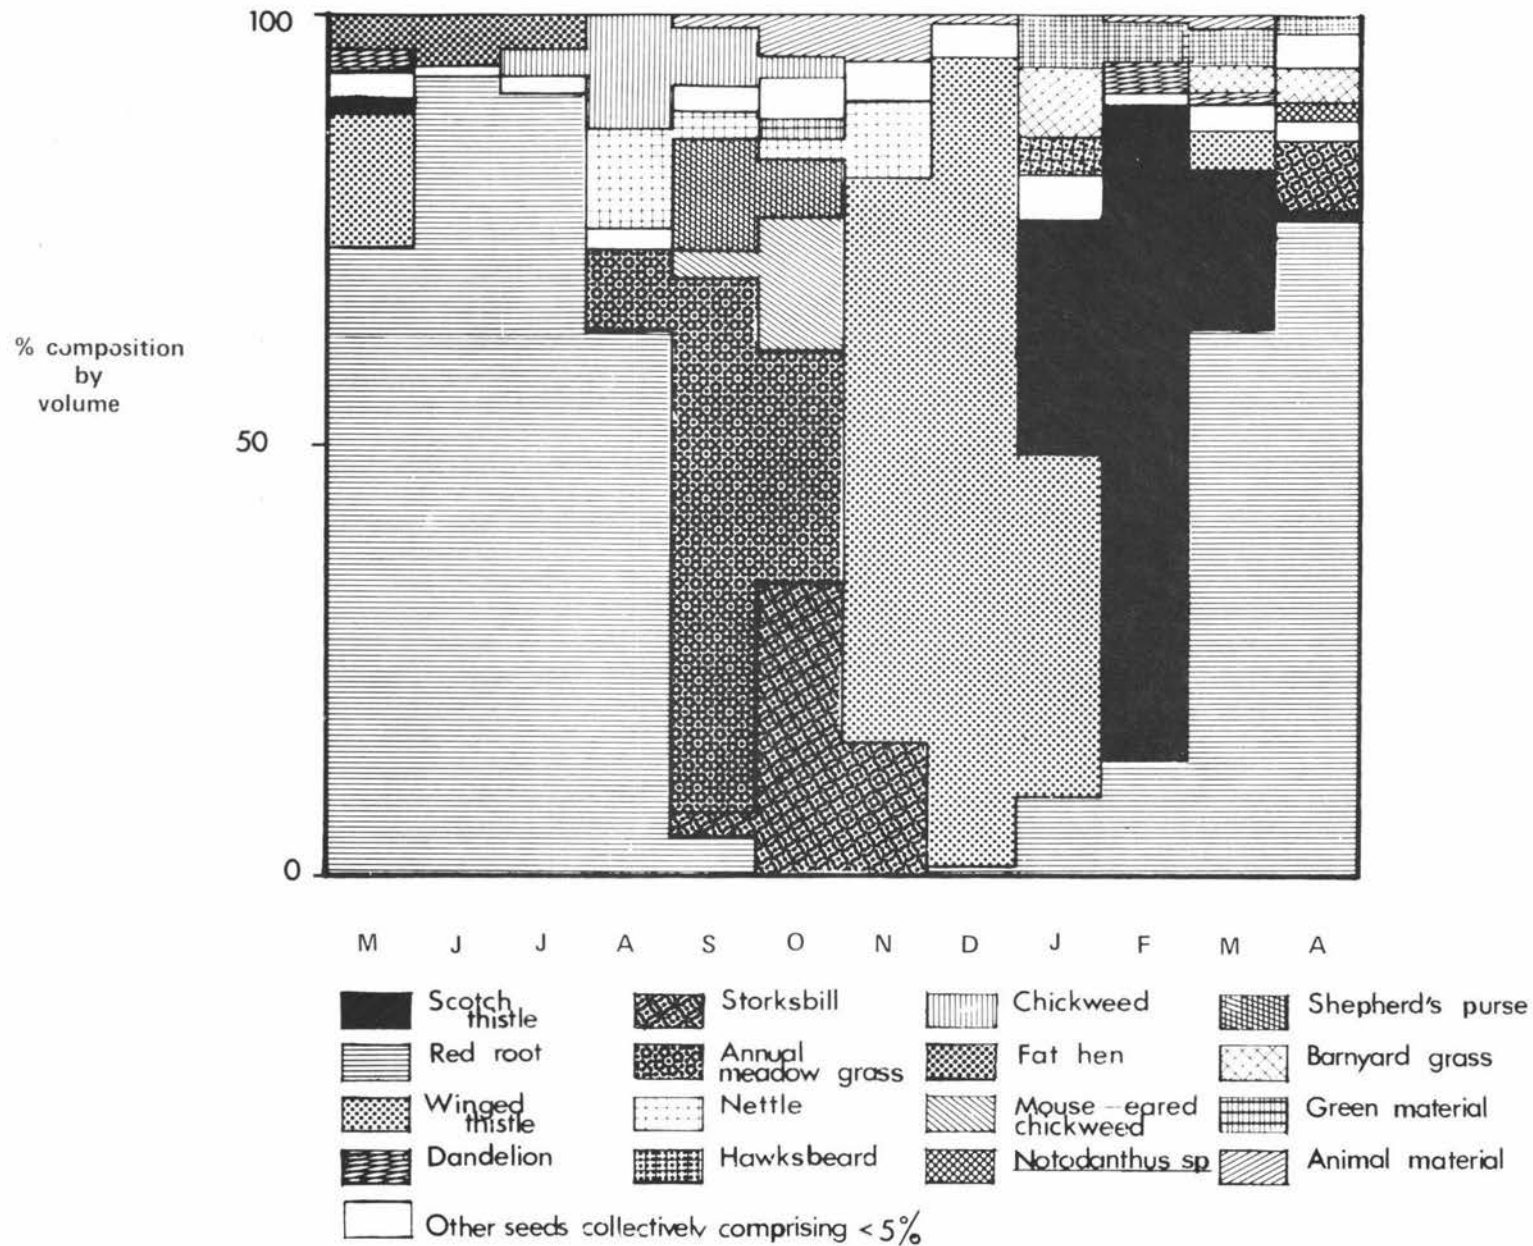 100
% composition
by
volume
50
0
M J J A S O N D J F M A
Scotch
thistle
Storksbill
Chickweed
Shepherd's purse
Red root
Annual
meadow grass
Fat hen
Barnyard grass
Winged
thistle
Nettle
Mouse-eared
chickweed
Green material
Dandelion
Hawksbeard
Notodanthus sp
Animal material
Other seeds collectively comprising < 5%